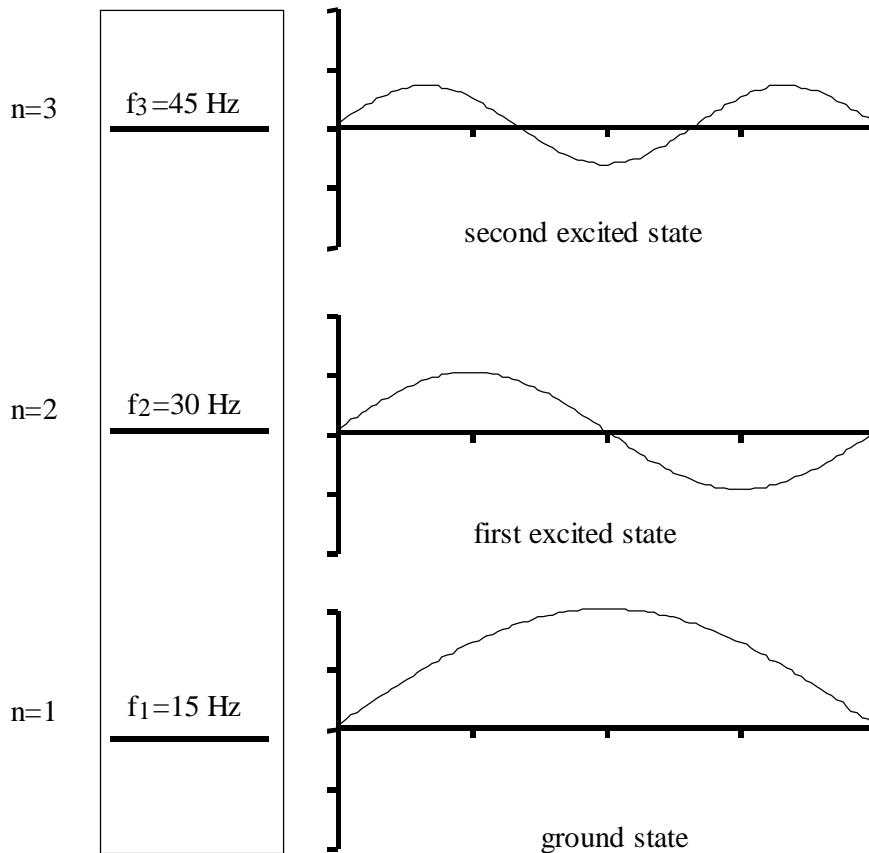 n=3
f3=45 Hz
second excited state
n=2
f2=30 Hz
first excited state
n=1
f1=15 Hz
ground state